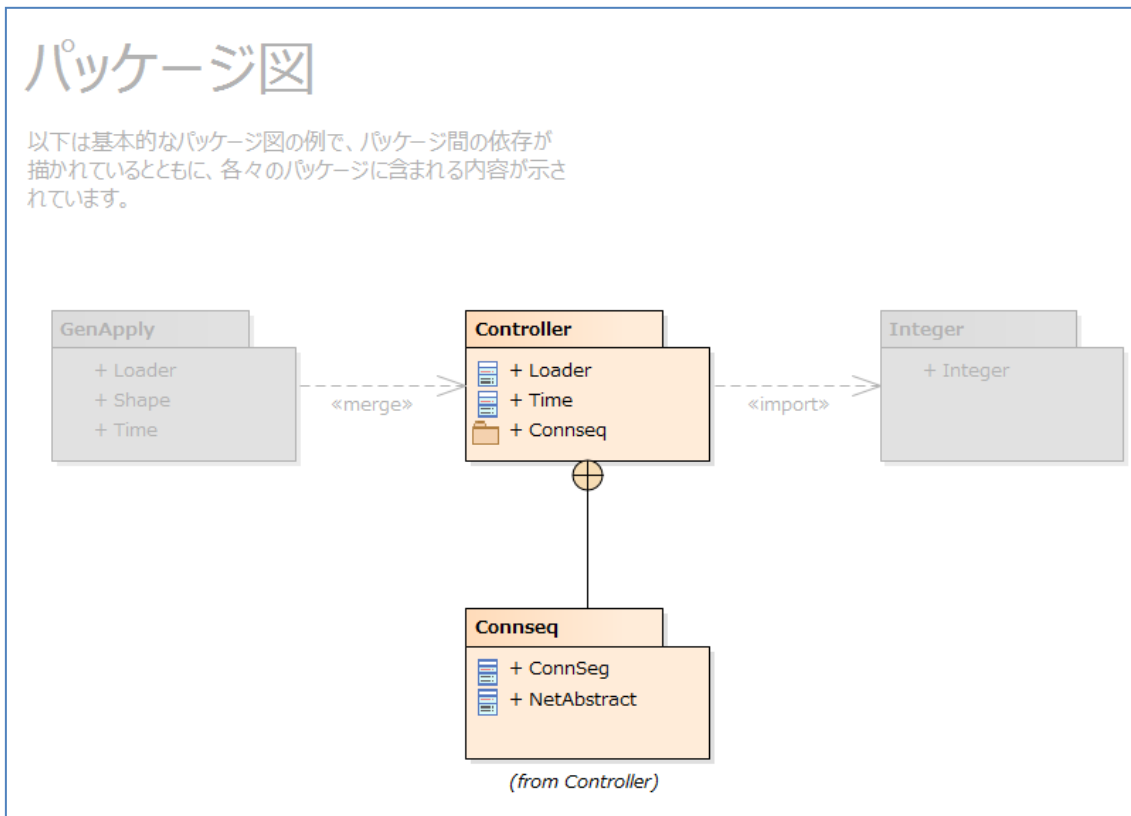 パッケージ図
以下は基本的なパッケージ図の例で、パッケージ間の依存が
描かれているとともに、各々のパッケージに含まれる内容が示さ
れています。
GenApply
+ Loader
+ Shape
+ Time
«merge»
Controller
+ Loader
+ Time
+ Connseq
«import»
Integer
+ Integer
Connseq
+ ConnSeg
+ NetAbstract
(from Controller)